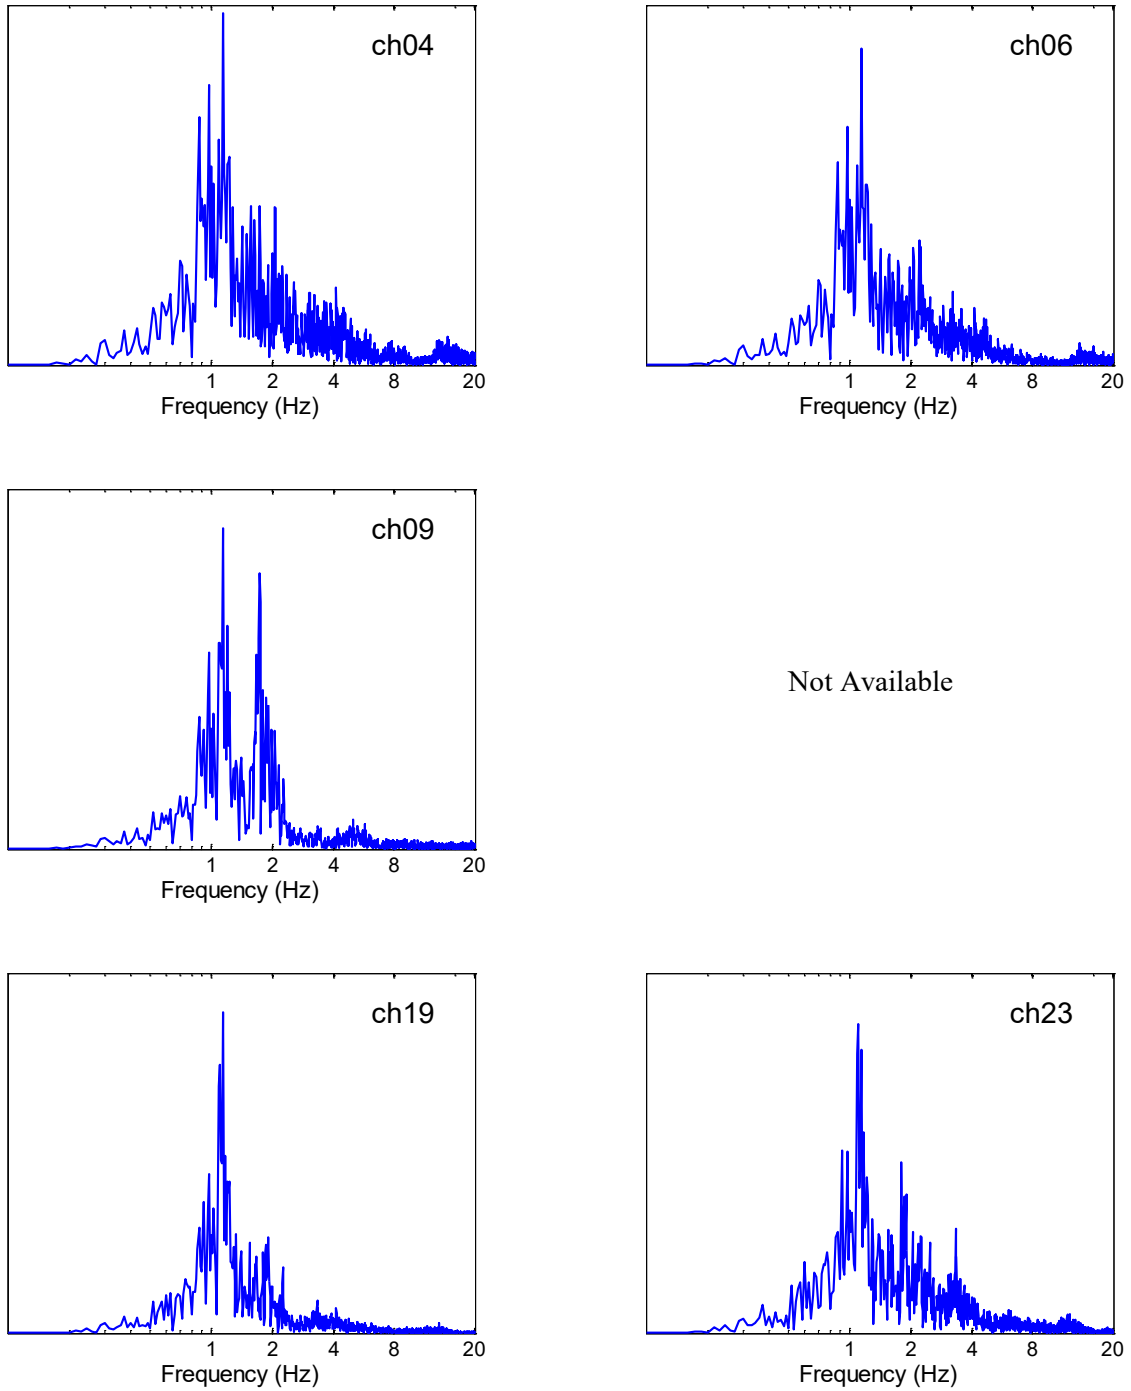 ch04
1 2 4 8 20
Frequency (Hz)
ch06
1 2 4 8 20
Frequency (Hz)
ch09
1 2 4 8 20
Frequency (Hz)
Not Available
ch19
1 2 4 8 20
Frequency (Hz)
ch23
1 2 4 8 20
Frequency (Hz)